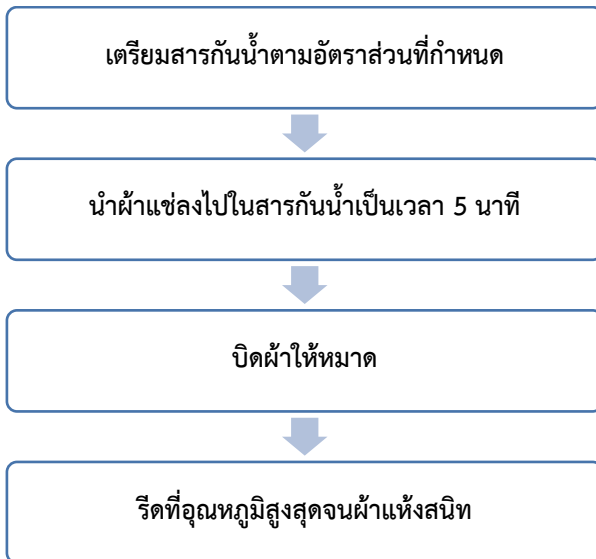 เตรียมสารกันน้ำตามอัตราส่วนที่กำหนด
นำผ้าแช่ลงไปในสารกันน้ำเป็นเวลา 5 นาที
บิดผ้าให้หมาด
รีดที่อุณหภูมิสูงสุดจนผ้าแห้งสนิท